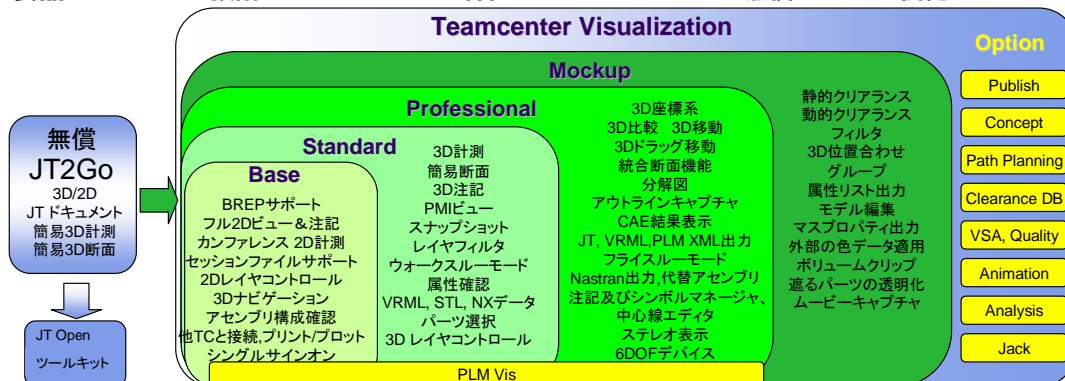 Teamcenter Visualization
Option
Mockup
Professional
Standard
Base
無償
JT2Go
3D/2D
JTドキュメント
簡易3D計測
簡易3D断面
JT Open
ツールキット
BREPサポート
フル2Dビュー&注記
カンファレンス 2D計測
セッションファイルサポート
2Dレイヤコントロール
3Dナビゲーション
アセンブリ構成確認
他TCと接続,プリント/プロット
シングルサインオン
3D計測
簡易断面
3D注記
PMIビュー
スナップショット
レイヤフィルタ
ウォークスルーモード
属性確認
VRML, STL, NXデータ
パーツ選択
3D レイヤコントロール
3D座標系
3D比較 3D移動
3Dドラッグ移動
統合断面機能
分解図
アウトラインキャプチャ
CAE結果表示
JT, VRML,PLM XML出力
フライスルーモード
Nastran出力,代替アセンブリ
注記及びシンボルマネージャ、
中心線エディタ
ステレオ表示
6DOFデバイス
静的クリアランス
動的クリアランス
フィルタ
3D位置合わせ
グループ
属性リスト出力
モデル編集
マスプロパティ出力
外部の色データ適用
ボリュームクリップ
遮るパーツの透明化
ムービーキャプチャ
Publish
Concept
Path Planning
Clearance DB
VSA, Quality
Animation
Analysis
Jack
PLM Vis